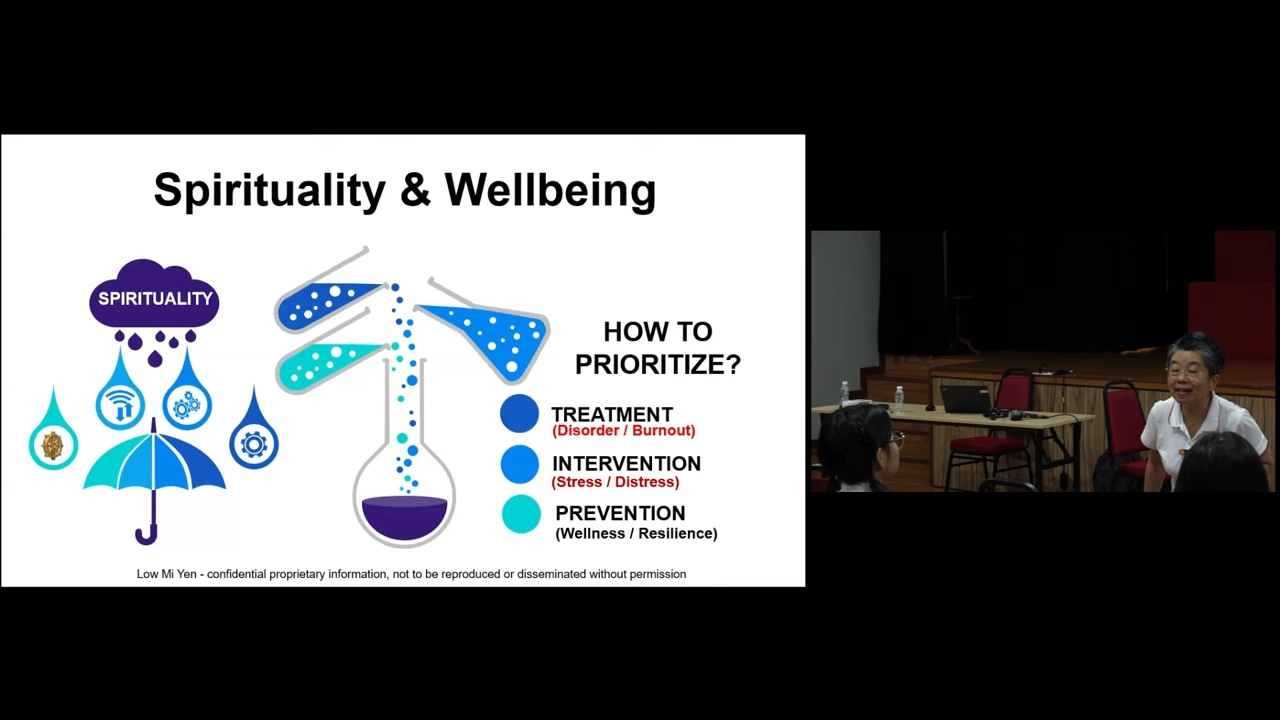 Spirituality & Wellbeing
SPIRITUALITY
HOW TO
PRIORITIZE?
TREATMENT
(Disorder / Burnout)
INTERVENTION
(Stress / Distress)
PREVENTION
(Wellness / Resilience)
Low Mi Yen - confidential proprietary information, not to be reproduced or disseminated without permission